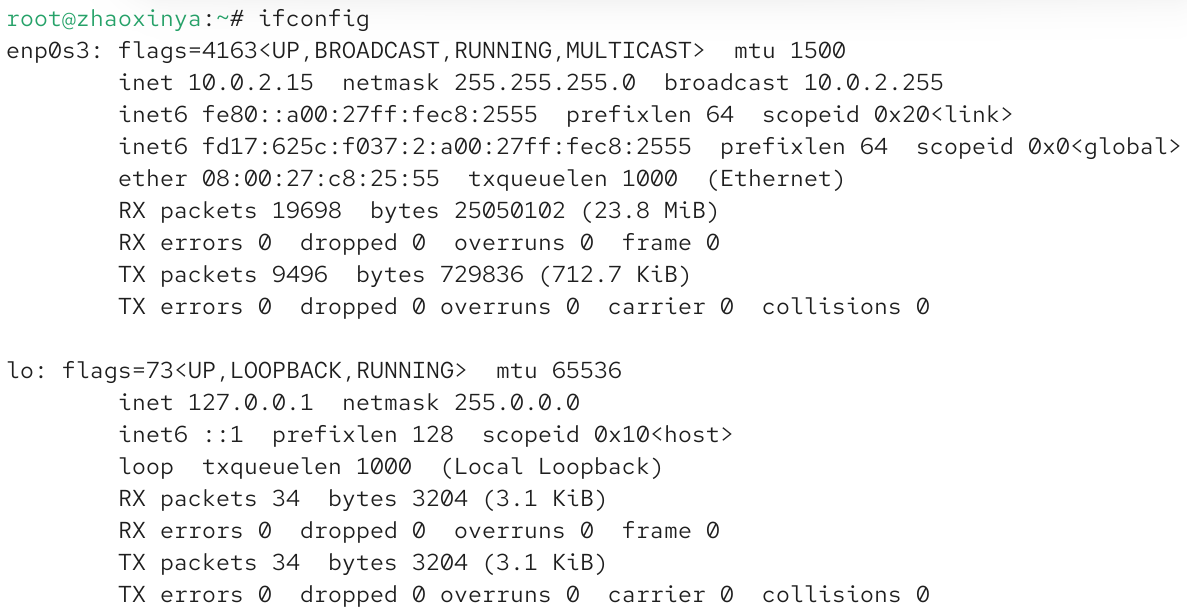 root@zhaoxinya:~# ifconfig
enp0s3: flags=4163<UP,BROADCAST,RUNNING,MULTICAST>  mtu 1500
        inet 10.0.2.15  netmask 255.255.255.0  broadcast 10.0.2.255
        inet6 fe80::a00:27ff:fec8:2555  prefixlen 64  scopeid 0x20<link>
        inet6 fd17:625c:f037:2:a00:27ff:fec8:2555  prefixlen 64  scopeid 0x0<global>
        ether 08:00:27:c8:25:55  txqueuelen 1000  (Ethernet)
        RX packets 19698  bytes 25050102 (23.8 MiB)
        RX errors 0  dropped 0  overruns 0  frame 0
        TX packets 9496  bytes 729836 (712.7 KiB)
        TX errors 0  dropped 0 overruns 0  carrier 0  collisions 0

lo: flags=73<UP,LOOPBACK,RUNNING>  mtu 65536
        inet 127.0.0.1  netmask 255.0.0.0
        inet6 ::1  prefixlen 128  scopeid 0x10<host>
        loop  txqueuelen 1000  (Local Loopback)
        RX packets 34  bytes 3204 (3.1 KiB)
        RX errors 0  dropped 0  overruns 0  frame 0
        TX packets 34  bytes 3204 (3.1 KiB)
        TX errors 0  dropped 0 overruns 0  carrier 0  collisions 0